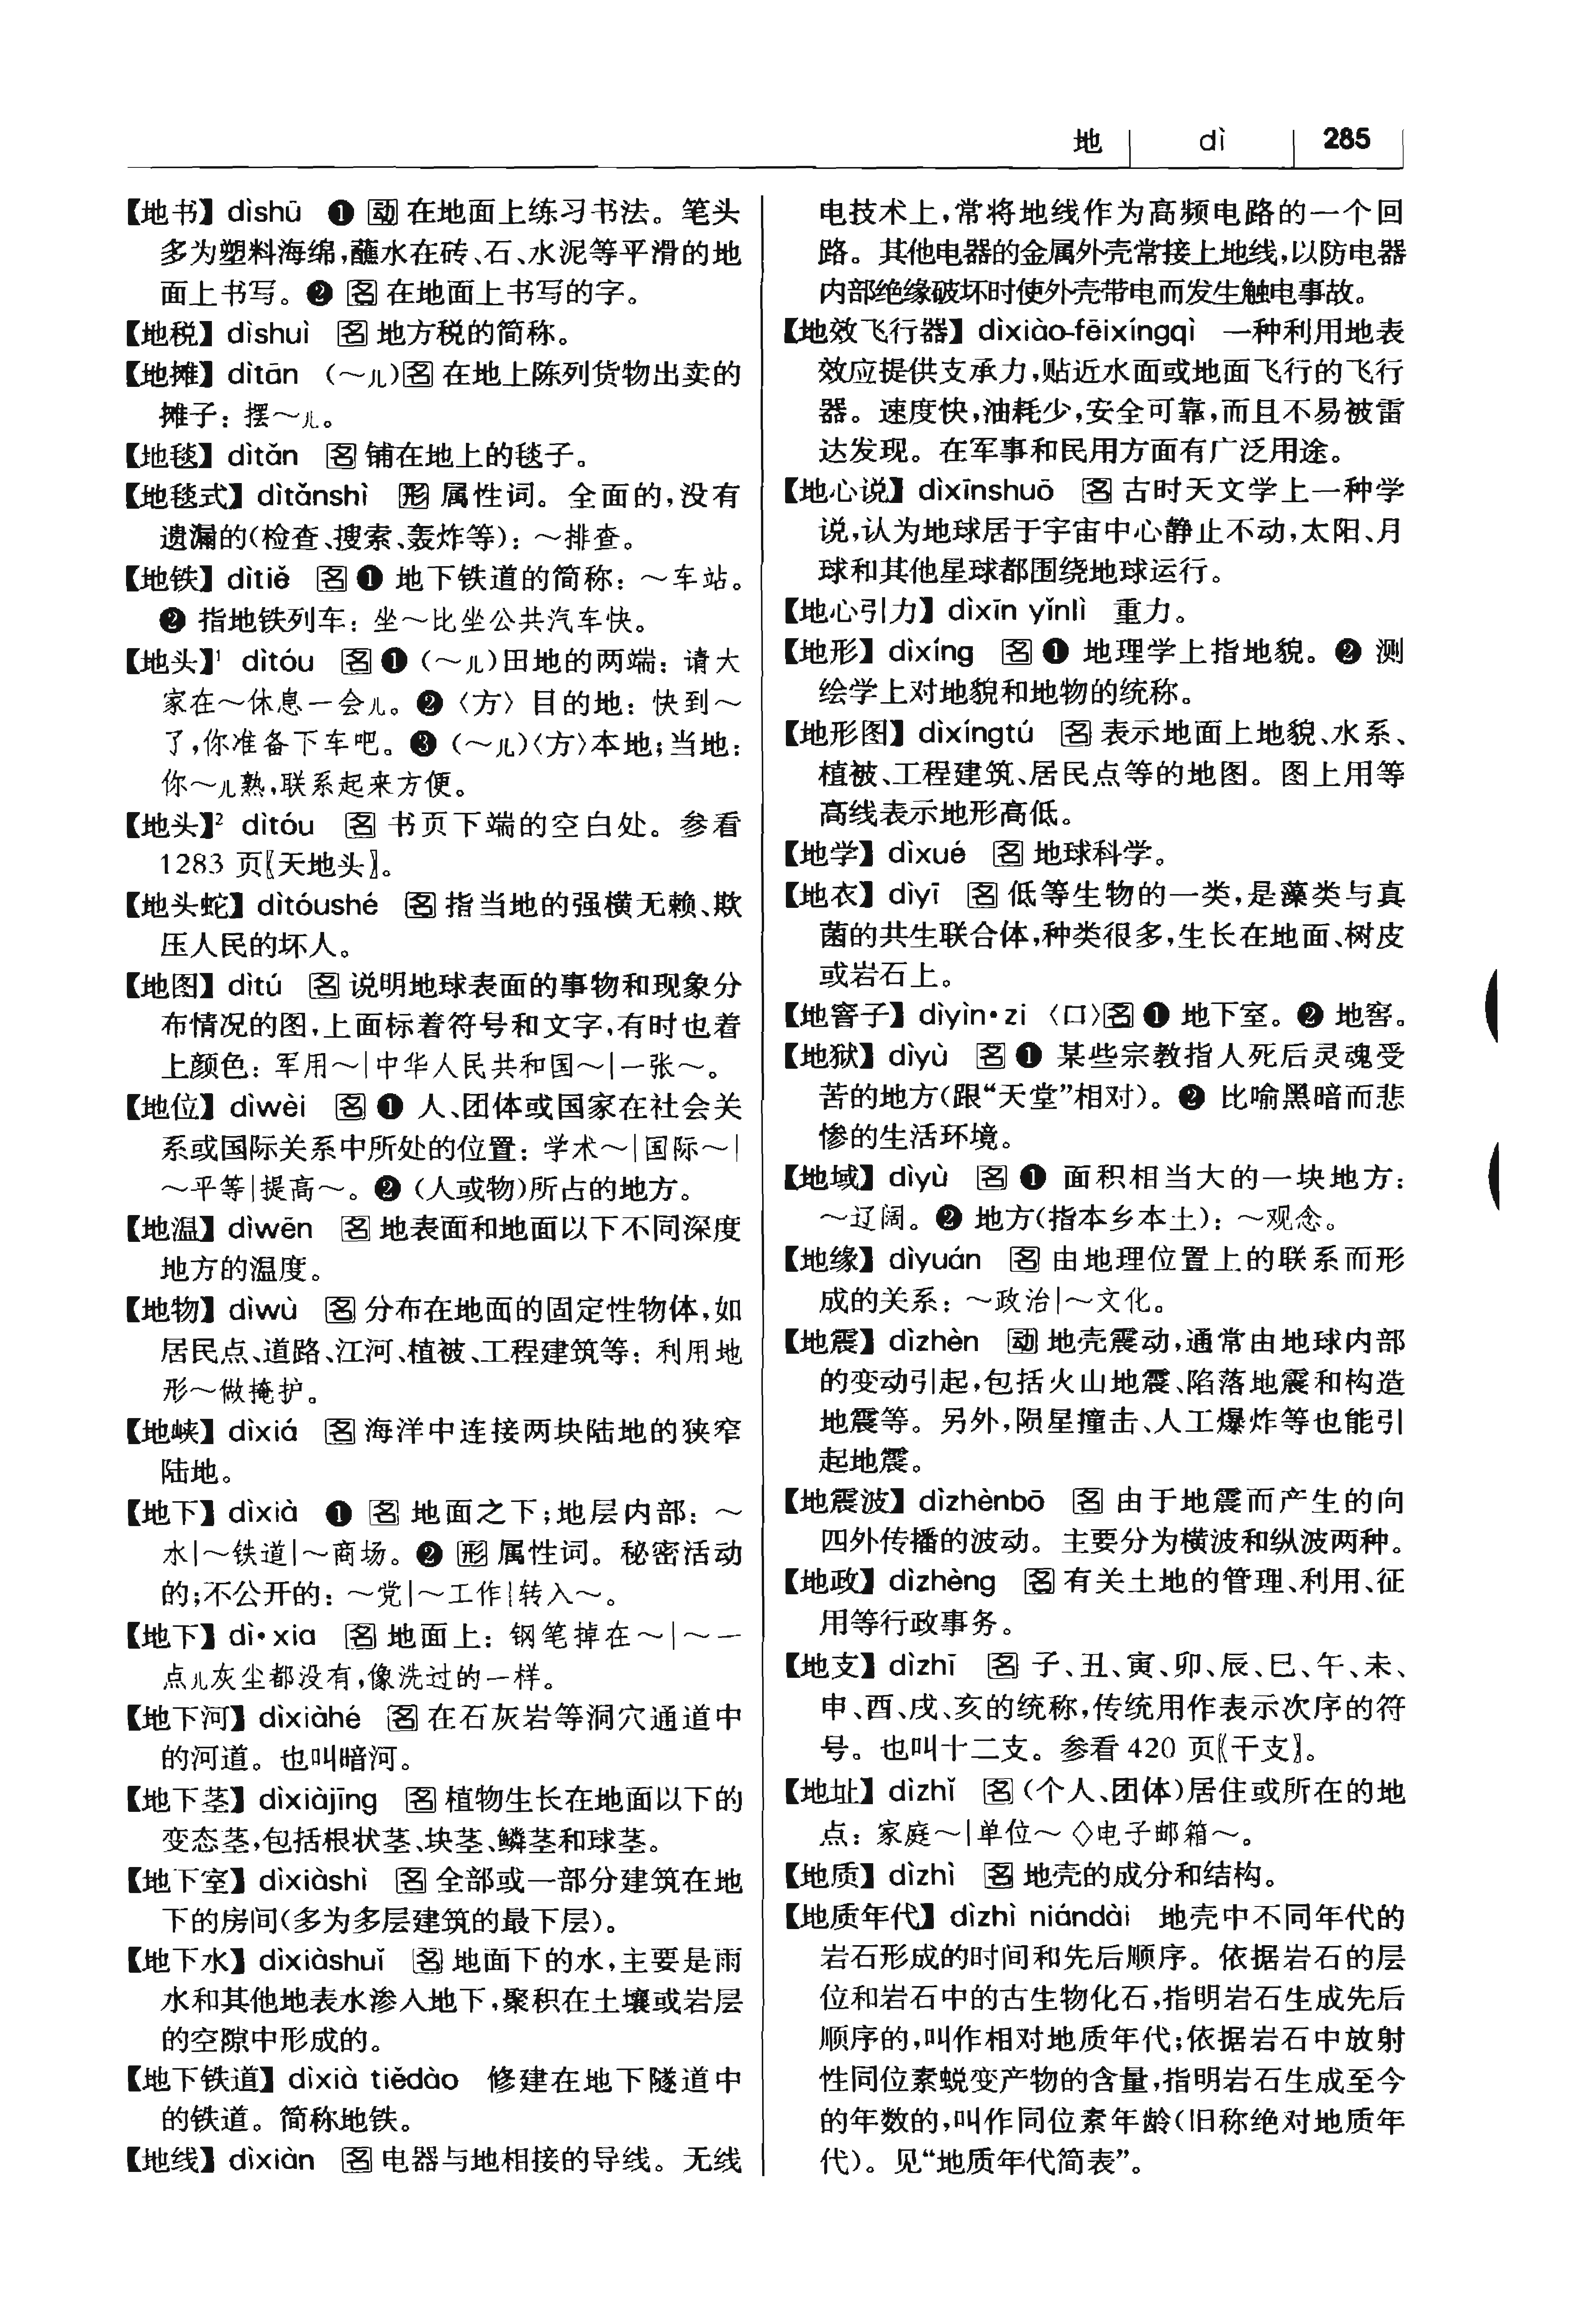 地 dì 285
【地书】dìshū ❶ 动 在地面上练习书法。笔头
多为塑料海绵,蘸水在砖、石、水泥等平滑的地
面上书写。❷ 名 在地面上书写的字。
【地税】dìshuì 名 地方税的简称。
【地摊】dìtān (～儿)名 在地上陈列货物出卖的
摊子：摆～儿。
【地毯】dìtǎn 名 铺在地上的毯子。
【地毯式】dìtǎnshì 形 属性词。全面的,没有
遗漏的(检查、搜索、轰炸等)：～排查。
【地铁】dìtiě 名 ❶ 地下铁道的简称：～车站。
❷ 指地铁列车：坐～比坐公共汽车快。
【地头】¹ dìtóu 名 ❶ (～儿)田地的两端：请大
家在～休息一会儿。❷〈方〉目的地：快到～
了,你准备下车吧。❸ (～儿)〈方〉本地;当地：
你～儿熟,联系起来方便。
【地头】² dìtóu 名 书页下端的空白处。参看
1283 页〖天地头〗。
【地头蛇】dìtóushé 名 指当地的强横无赖、欺
压人民的坏人。
【地图】dìtú 名 说明地球表面的事物和现象分
布情况的图,上面标着符号和文字,有时也着
上颜色：军用～|中华人民共和国～|一张～。
【地位】dìwèi 名 ❶ 人、团体或国家在社会关
系或国际关系中所处的位置：学术～|国际～|
～平等|提高～。❷ (人或物)所占的地方。
【地温】dìwēn 名 地表面和地面以下不同深度
地方的温度。
【地物】dìwù 名 分布在地面的固定性物体,如
居民点、道路、江河、植被、工程建筑等：利用地
形～做掩护。
【地峡】dìxiá 名 海洋中连接两块陆地的狭窄
陆地。
【地下】dìxià ❶ 名 地面之下;地层内部：～
水|～铁道|～商场。❷ 形 属性词。秘密活动
的;不公开的：～党|～工作|转入～。
【地下】dì•xia 名 地面上：钢笔掉在～|～一
点儿灰尘都没有,像洗过的一样。
【地下河】dìxiàhé 名 在石灰岩等洞穴通道中
的河道。也叫暗河。
【地下茎】dìxiàjīng 名 植物生长在地面以下的
变态茎,包括根状茎、块茎、鳞茎和球茎。
【地下室】dìxiàshì 名 全部或一部分建筑在地
下的房间(多为多层建筑的最下层)。
【地下水】dìxiàshuǐ 名 地面下的水,主要是雨
水和其他地表水渗入地下,聚积在土壤或岩层
的空隙中形成的。
【地下铁道】dìxià tiědào 修建在地下隧道中
的铁道。简称地铁。
【地线】dìxiàn 名 电器与地相接的导线。无线
电技术上,常将地线作为高频电路的一个回
路。其他电器的金属外壳常接上地线,以防电器
内部绝缘破坏时使外壳带电而发生触电事故。
【地效飞行器】dìxiào-fēixíngqì 一种利用地表
效应提供支承力,贴近水面或地面飞行的飞行
器。速度快,油耗少,安全可靠,而且不易被雷
达发现。在军事和民用方面有广泛用途。
【地心说】dìxīnshuō 名 古时天文学上一种学
说,认为地球居于宇宙中心静止不动,太阳、月
球和其他星球都围绕地球运行。
【地心引力】dìxīn yǐnlì 重力。
【地形】dìxíng 名 ❶ 地理学上指地貌。❷ 测
绘学上对地貌和地物的统称。
【地形图】dìxíngtú 名 表示地面上地貌、水系、
植被、工程建筑、居民点等的地图。图上用等
高线表示地形高低。
【地学】dìxué 名 地球科学。
【地衣】dìyī 名 低等生物的一类,是藻类与真
菌的共生联合体,种类很多,生长在地面、树皮
或岩石上。
【地窨子】dìyìn•zi 〈口〉名 ❶ 地下室。❷ 地窖。
【地狱】dìyù 名 ❶ 某些宗教指人死后灵魂受
苦的地方(跟“天堂”相对)。❷ 比喻黑暗而悲
惨的生活环境。
【地域】dìyù 名 ❶ 面积相当大的一块地方：
～辽阔。❷ 地方(指本乡本土)：～观念。
【地缘】dìyuán 名 由地理位置上的联系而形
成的关系：～政治|～文化。
【地震】dìzhèn 动 地壳震动,通常由地球内部
的变动引起,包括火山地震、陷落地震和构造
地震等。另外,陨星撞击、人工爆炸等也能引
起地震。
【地震波】dìzhènbō 名 由于地震而产生的向
四外传播的波动。主要分为横波和纵波两种。
【地政】dìzhèng 名 有关土地的管理、利用、征
用等行政事务。
【地支】dìzhī 名 子、丑、寅、卯、辰、巳、午、未、
申、酉、戌、亥的统称,传统用作表示次序的符
号。也叫十二支。参看 420 页〖干支〗。
【地址】dìzhǐ 名 (个人、团体)居住或所在的地
点：家庭～|单位～ ◇电子邮箱～。
【地质】dìzhì 名 地壳的成分和结构。
【地质年代】dìzhì niándài 地壳中不同年代的
岩石形成的时间和先后顺序。依据岩石的层
位和岩石中的古生物化石,指明岩石生成先后
顺序的,叫作相对地质年代;依据岩石中放射
性同位素蜕变产物的含量,指明岩石生成至今
的年数的,叫作同位素年龄(旧称绝对地质年
代)。见“地质年代简表”。